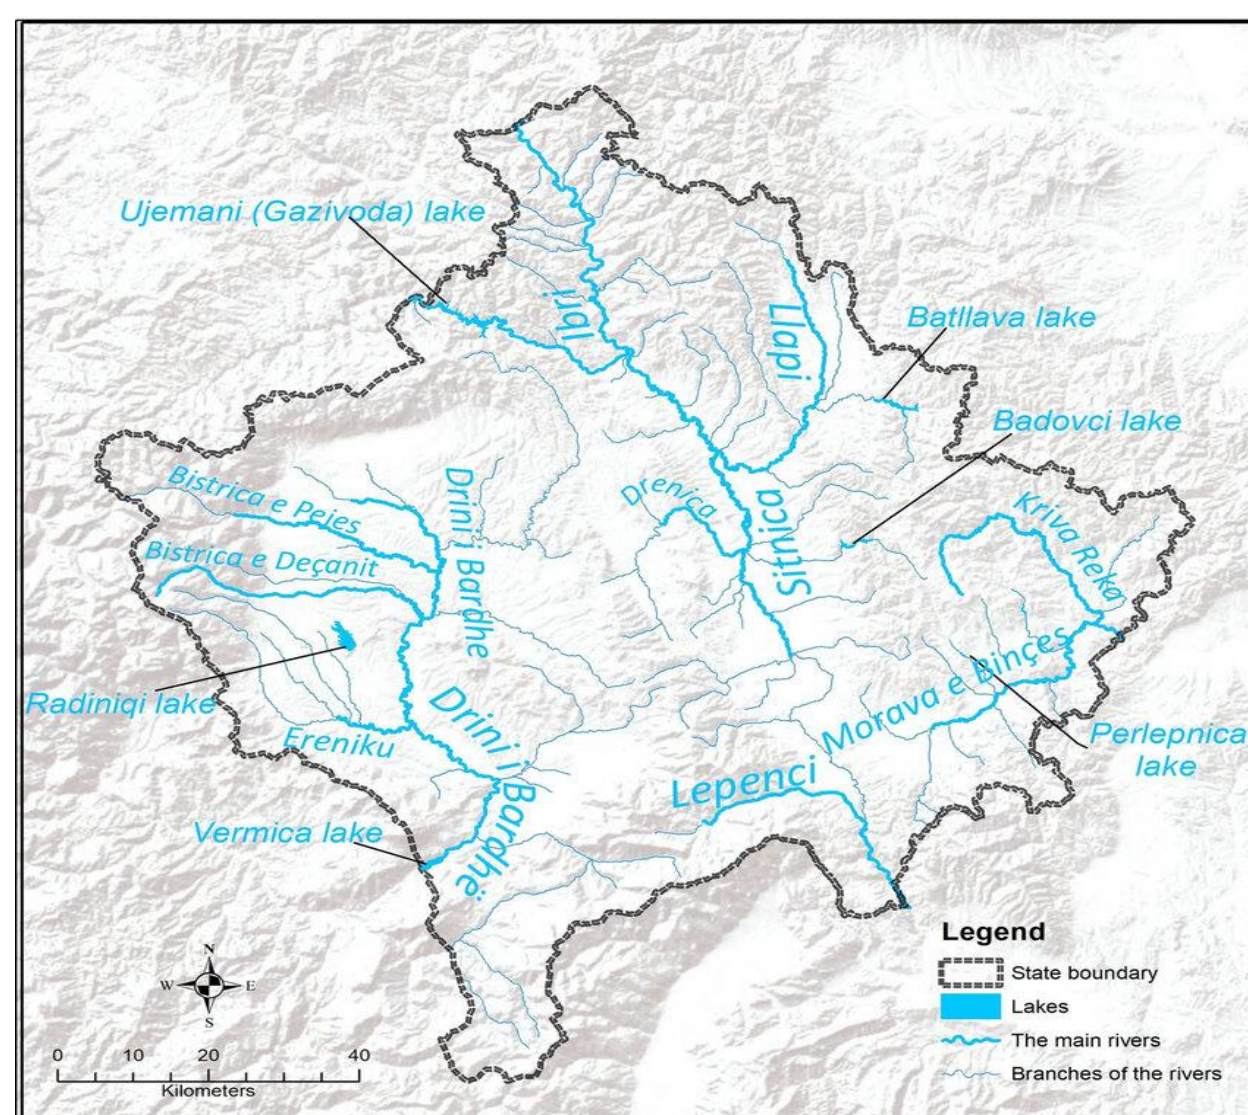 Ujemani (Gazivoda) lake
Ibri
Llapi
Batllava lake
Badovci lake
Bistrica e Pejes
Drini i Bardhe
Drenica
Sitnica
Kriva Reka
Bistrica e Deçanit
Radiniqi lake
Ereniku
Drini i
Bardhë
Morava e Binçes
Perlepnica
lake
Lepenci
Vermica lake
N
W
E
S
0 10 20 40
Kilometers
Legend
State boundary
Lakes
The main rivers
Branches of the rivers